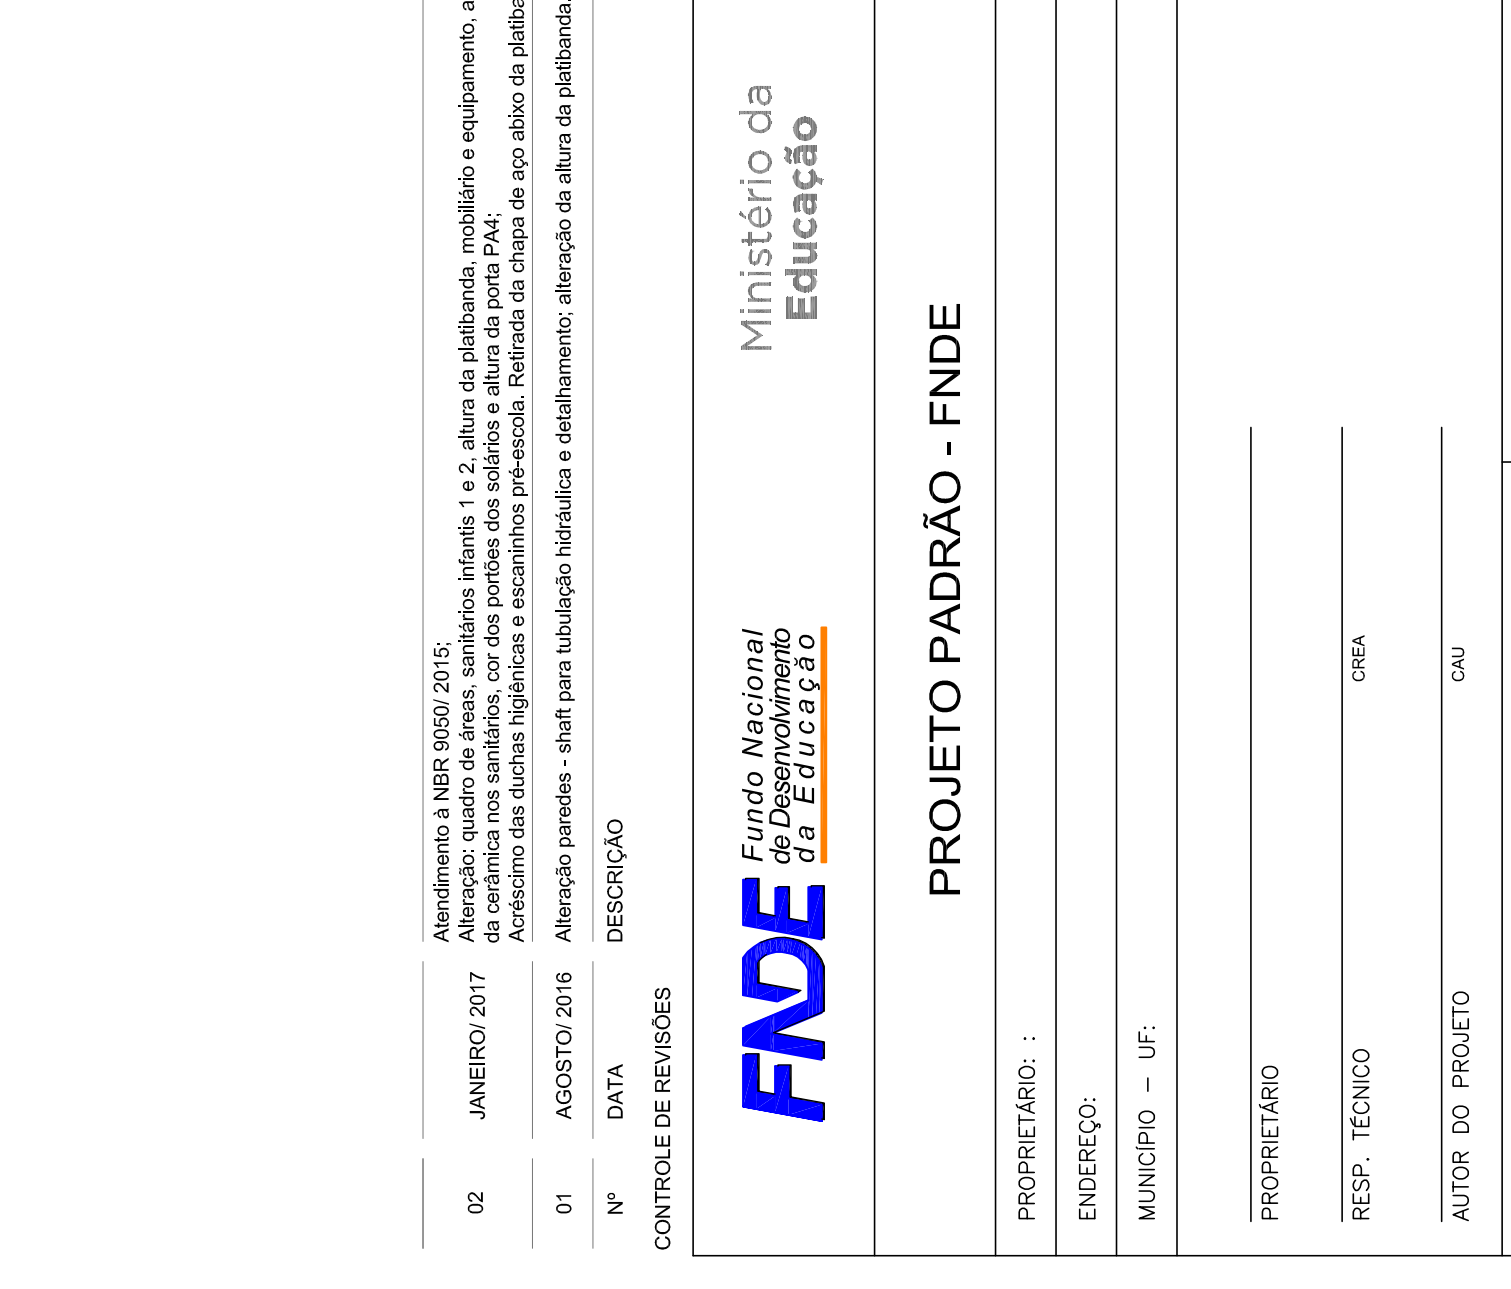 Atendimento à NBR 9050/ 2015;
02 JANEIRO/ 2017 Alteração: quadro de áreas, sanitários infantis 1 e 2, altura da platibanda, mobiliário e equipamento, a
da cerâmica nos sanitários, cor dos portões dos solários e altura da porta PA4;
Acréscimo das duchas higiênicas e escaninhos pré-escola. Retirada da chapa de aço abixo da platiba
01 AGOSTO/ 2016 Alteração paredes - shaft para tubulação hidráulica e detalhamento; alteração da altura da platibanda.
Nº DATA DESCRIÇÃO
CONTROLE DE REVISÕES
FNDE
Fundo Nacional
de Desenvolvimento
da Educação
Ministério da
Educação
PROJETO PADRÃO - FNDE
PROPRIETÁRIO: :
ENDEREÇO:
MUNICÍPIO – UF:
PROPRIETÁRIO
RESP. TÉCNICO CREA
AUTOR DO PROJETO CAU